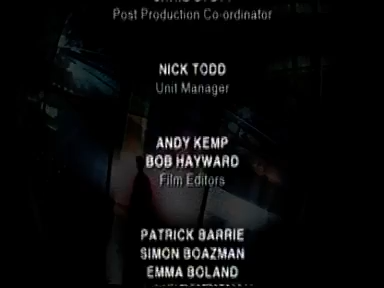 Post Production Co-ordinator
NICK TODD
Unit Manager
ANDY KEMP
BOB HAYWARD
Film Editors
PATRICK BARRIE
SIMON BOAZMAN
EMMA BOLAND